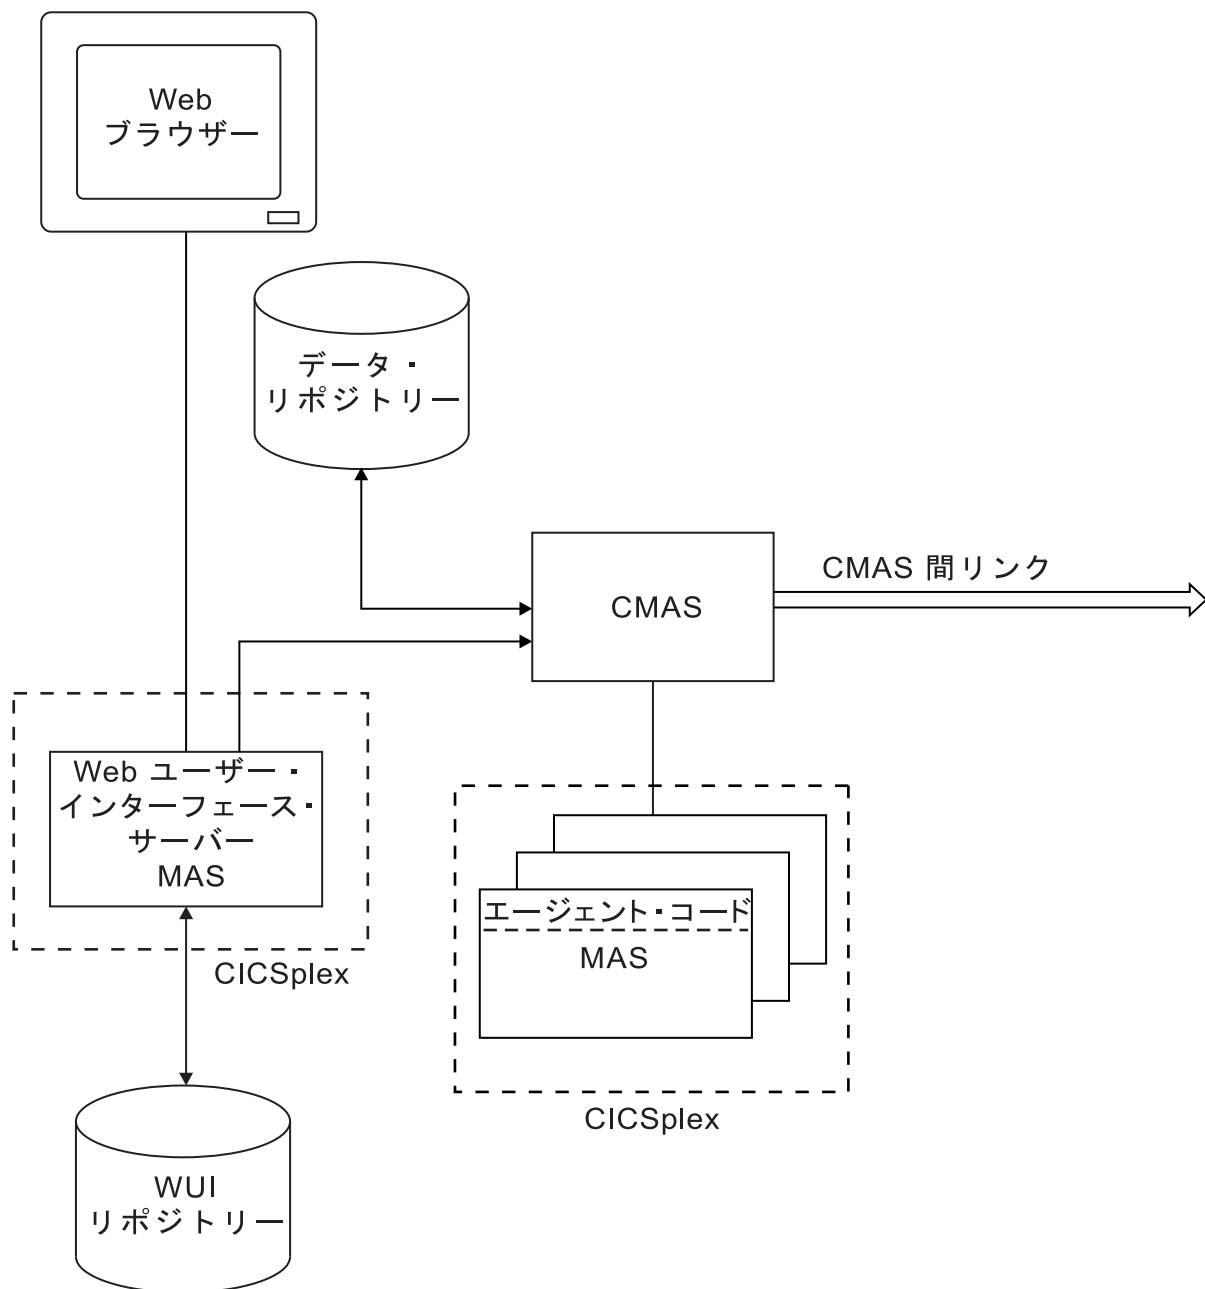 Web
ブラウザー
データ・
リポジトリー
CMAS 間リンク
CMAS
Web ユーザー・
インターフェース・
サーバー
MAS
エージェント・コード
MAS
CICSplex
CICSplex
WUI
リポジトリー